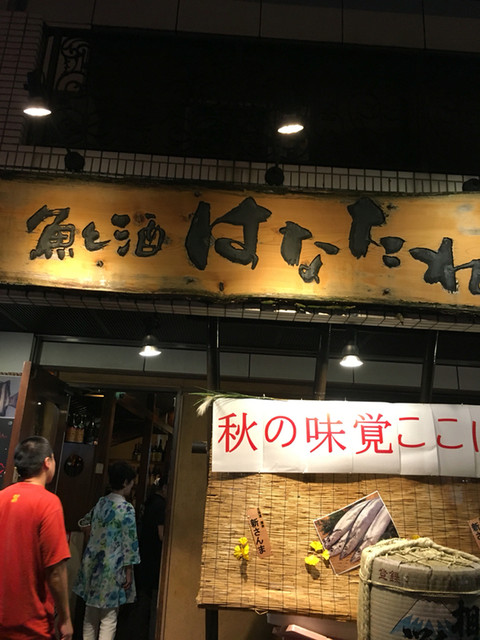 魚と酒 はなたれ
秋の味覚ここに
新さんま